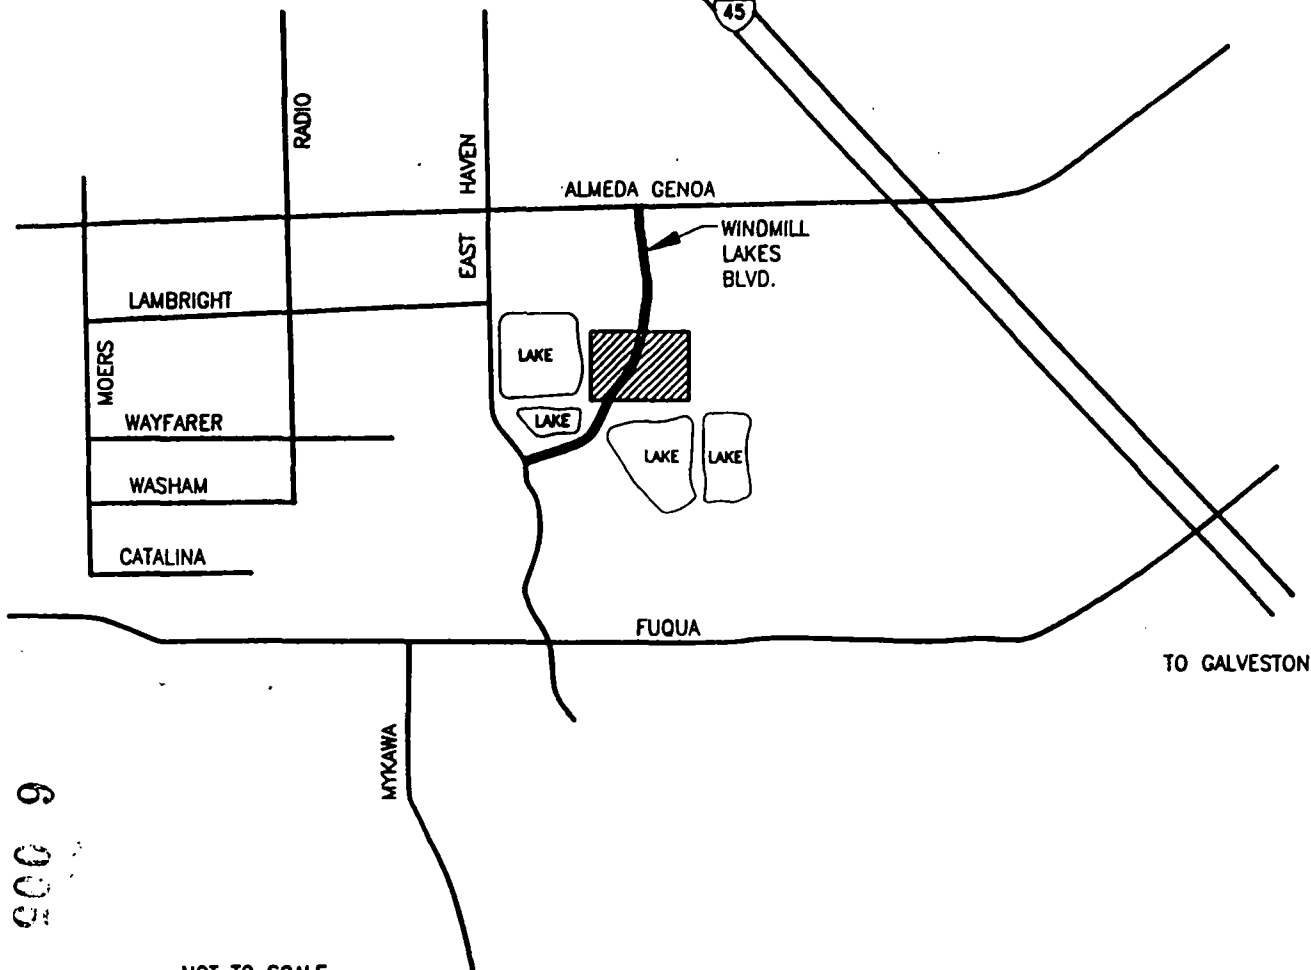 45
RADIO
HAVEN
EAST
ALMEDA GENOA
WINDMILL
LAKES
BLVD.
LAMBRIGHT
MOERS
LAKE
LAKE
WAYFARER
LAKE
LAKE
WASHAM
CATALINA
FUQUA
TO GALVESTON
MYKAWA
NOT TO SCALE